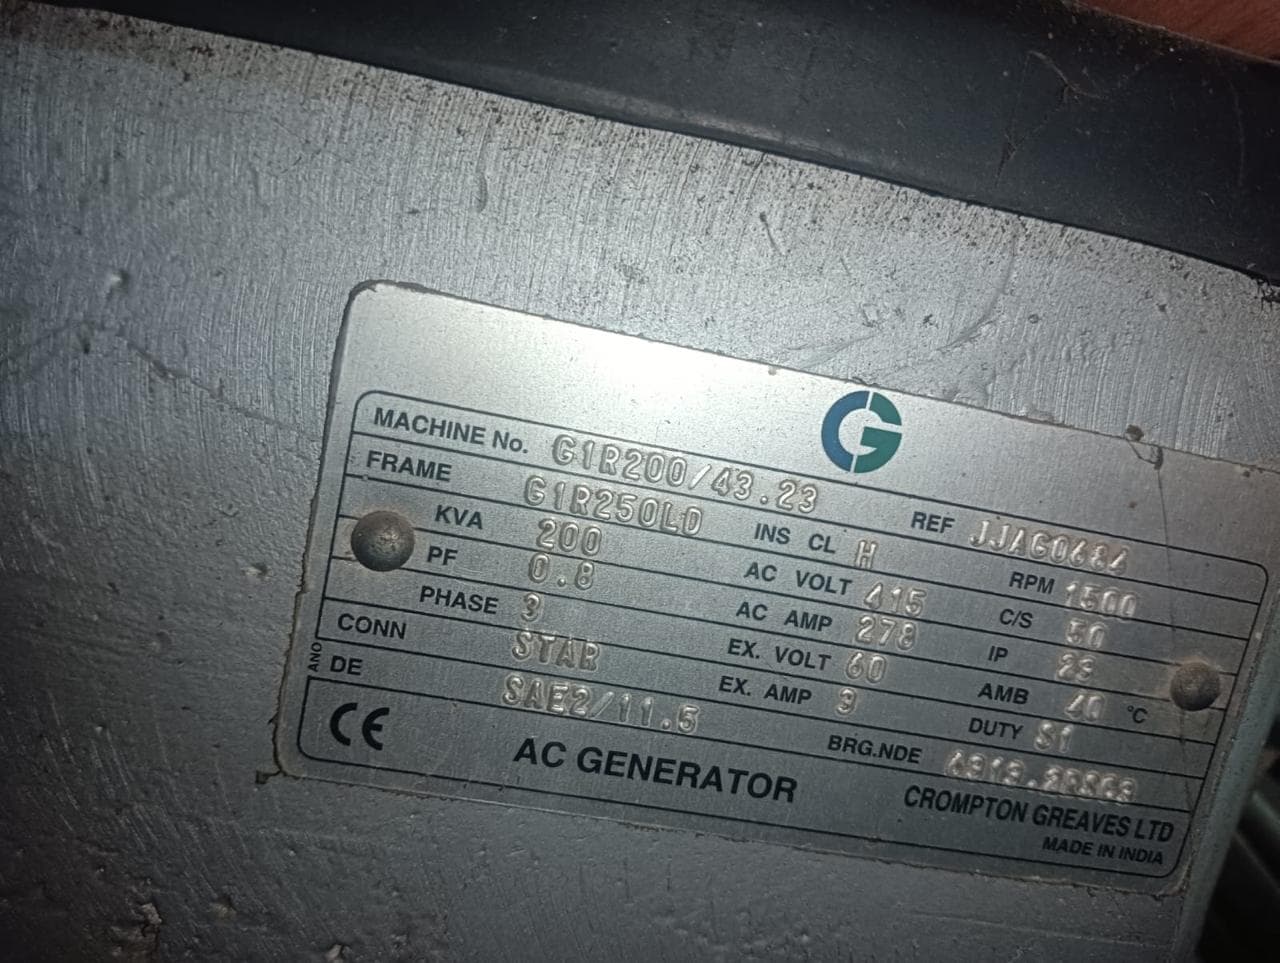 G
MACHINE No. G1R200/43.23 REF JJAG0684
FRAME G1R250LD INS CL H RPM 1500
KVA 200 AC VOLT 415 C/S 50
PF 0.8 AC AMP 278 IP 23
PHASE 3 EX. VOLT 60 AMB 40 °C
CONN STAR EX. AMP 3 DUTY S1
ANO DE SAE2/11.5 BRG.NDE
CE AC GENERATOR CROMPTON GREAVES LTD
MADE IN INDIA